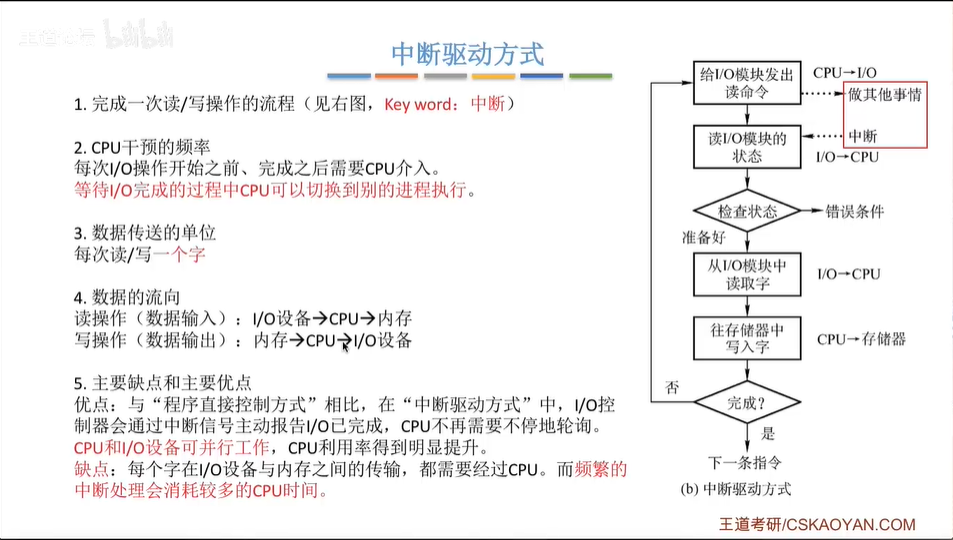 bilibili
中断驱动方式
1. 完成一次读/写操作的流程（见右图，Key word：中断）
2. CPU干预的频率
每次I/O操作开始之前、完成之后需要CPU介入。
等待I/O完成的过程中CPU可以切换到别的进程执行。
3. 数据传送的单位
每次读/写一个字
4. 数据的流向
读操作（数据输入）：I/O设备→CPU→内存
写操作（数据输出）：内存→CPU→I/O设备
5. 主要缺点和主要优点
优点：与“程序直接控制方式”相比，在“中断驱动方式”中，I/O控
制器会通过中断信号主动报告I/O已完成，CPU不再需要不停地轮询。
CPU和I/O设备可并行工作，CPU利用率得到明显提升。
缺点：每个字在I/O设备与内存之间的传输，都需要经过CPU。而频繁的
中断处理会消耗较多的CPU时间。
给I/O模块发出
读命令
CPU→I/O
做其他事情
读I/O模块的
状态
中断
I/O→CPU
检查状态
错误条件
准备好
从I/O模块中
读取字
I/O→CPU
往存储器中
写入字
CPU→存储器
否
完成？
是
下一条指令
(b) 中断驱动方式
王道考研/CSKAOYAN.COM